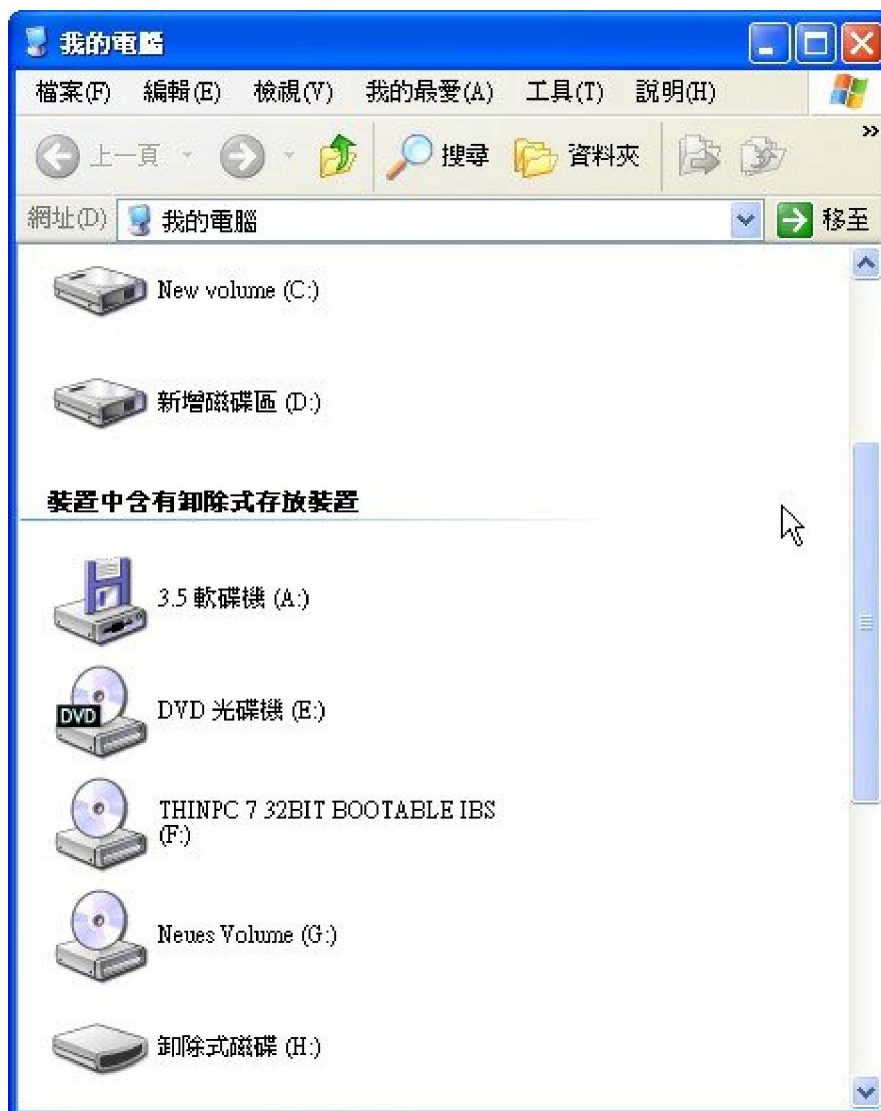 我的電腦
檔案(F) 編輯(E) 檢視(V) 我的最愛(A) 工具(T) 說明(H)
上一頁 搜尋 資料夾 »
網址(D) 我的電腦 移至
New volume (C:)
新增磁碟區 (D:)
裝置中含有卸除式存放裝置
3.5 軟碟機 (A:)
DVD
DVD 光碟機 (E:)
THINPC 7 32BIT BOOTABLE IBS
(F:)
Neues Volume (G:)
卸除式磁碟 (H:)